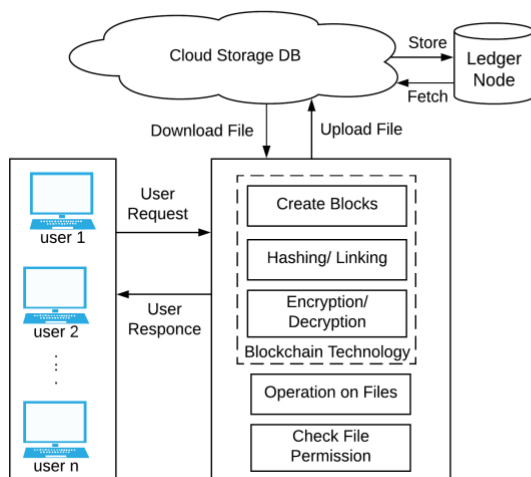 Cloud Storage DB
Store
Ledger
Node
Fetch
Download File
Upload File
user 1
User
Request
Create Blocks
Hashing/ Linking
user 2
User
Responce
Encryption/
Decryption
Blockchain Technology
Operation on Files
Check File
Permission
user n